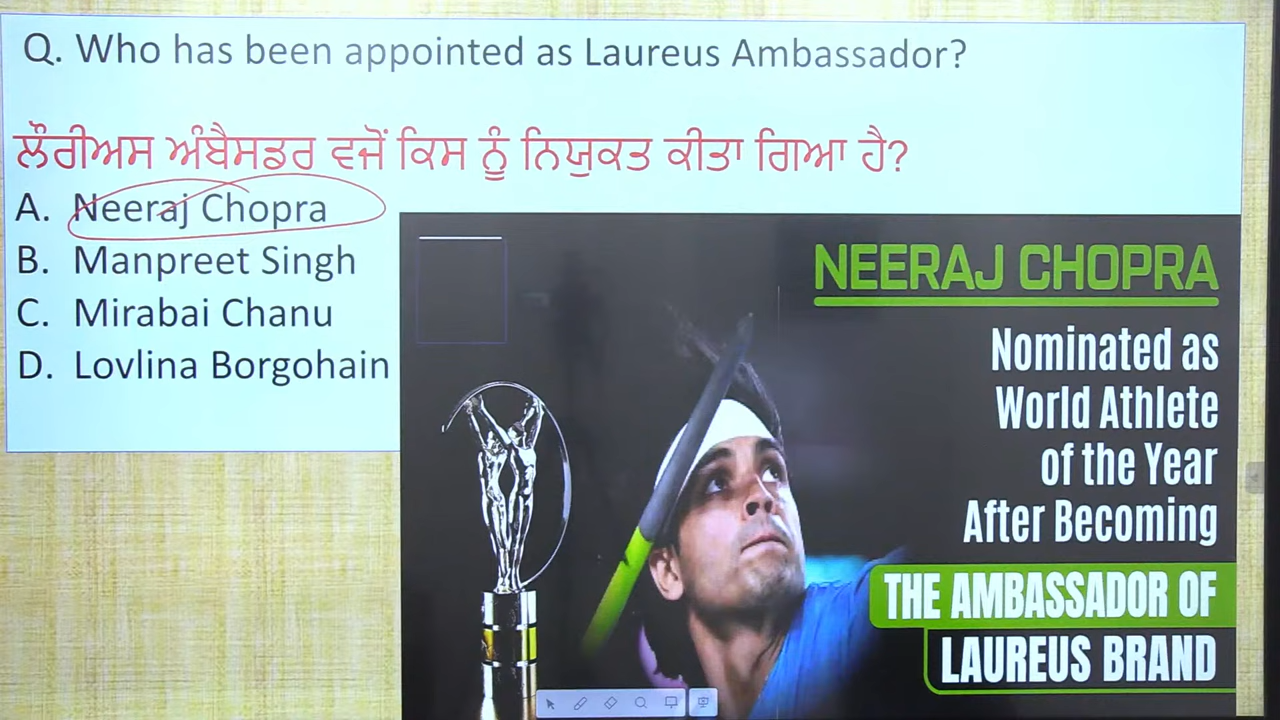 Q. Who has been appointed as Laureus Ambassador?
ਲੌਰੀਅਸ ਅੰਬੈਸਡਰ ਵਜੋਂ ਕਿਸ ਨੂੰ ਨਿਯੁਕਤ ਕੀਤਾ ਗਿਆ ਹੈ?
A. Neeraj Chopra
B. Manpreet Singh
C. Mirabai Chanu
D. Lovlina Borgohain
NEERAJ CHOPRA
Nominated as
World Athlete
of the Year
After Becoming
THE AMBASSADOR OF
LAUREUS BRAND